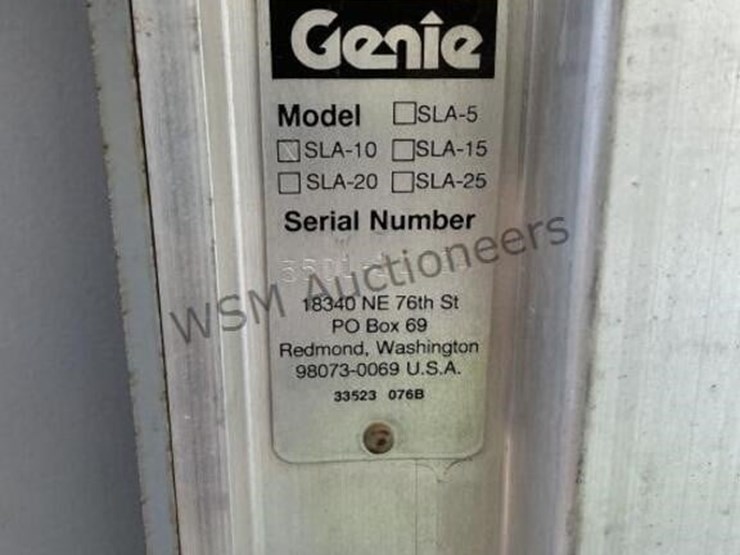 Genie
Model ☐SLA-5
☒SLA-10 ☐SLA-15
☐SLA-20 ☐SLA-25
Serial Number
18340 NE 76th St
PO Box 69
Redmond, Washington
98073-0069 U.S.A.
33523 076B
WSM Auctioneers